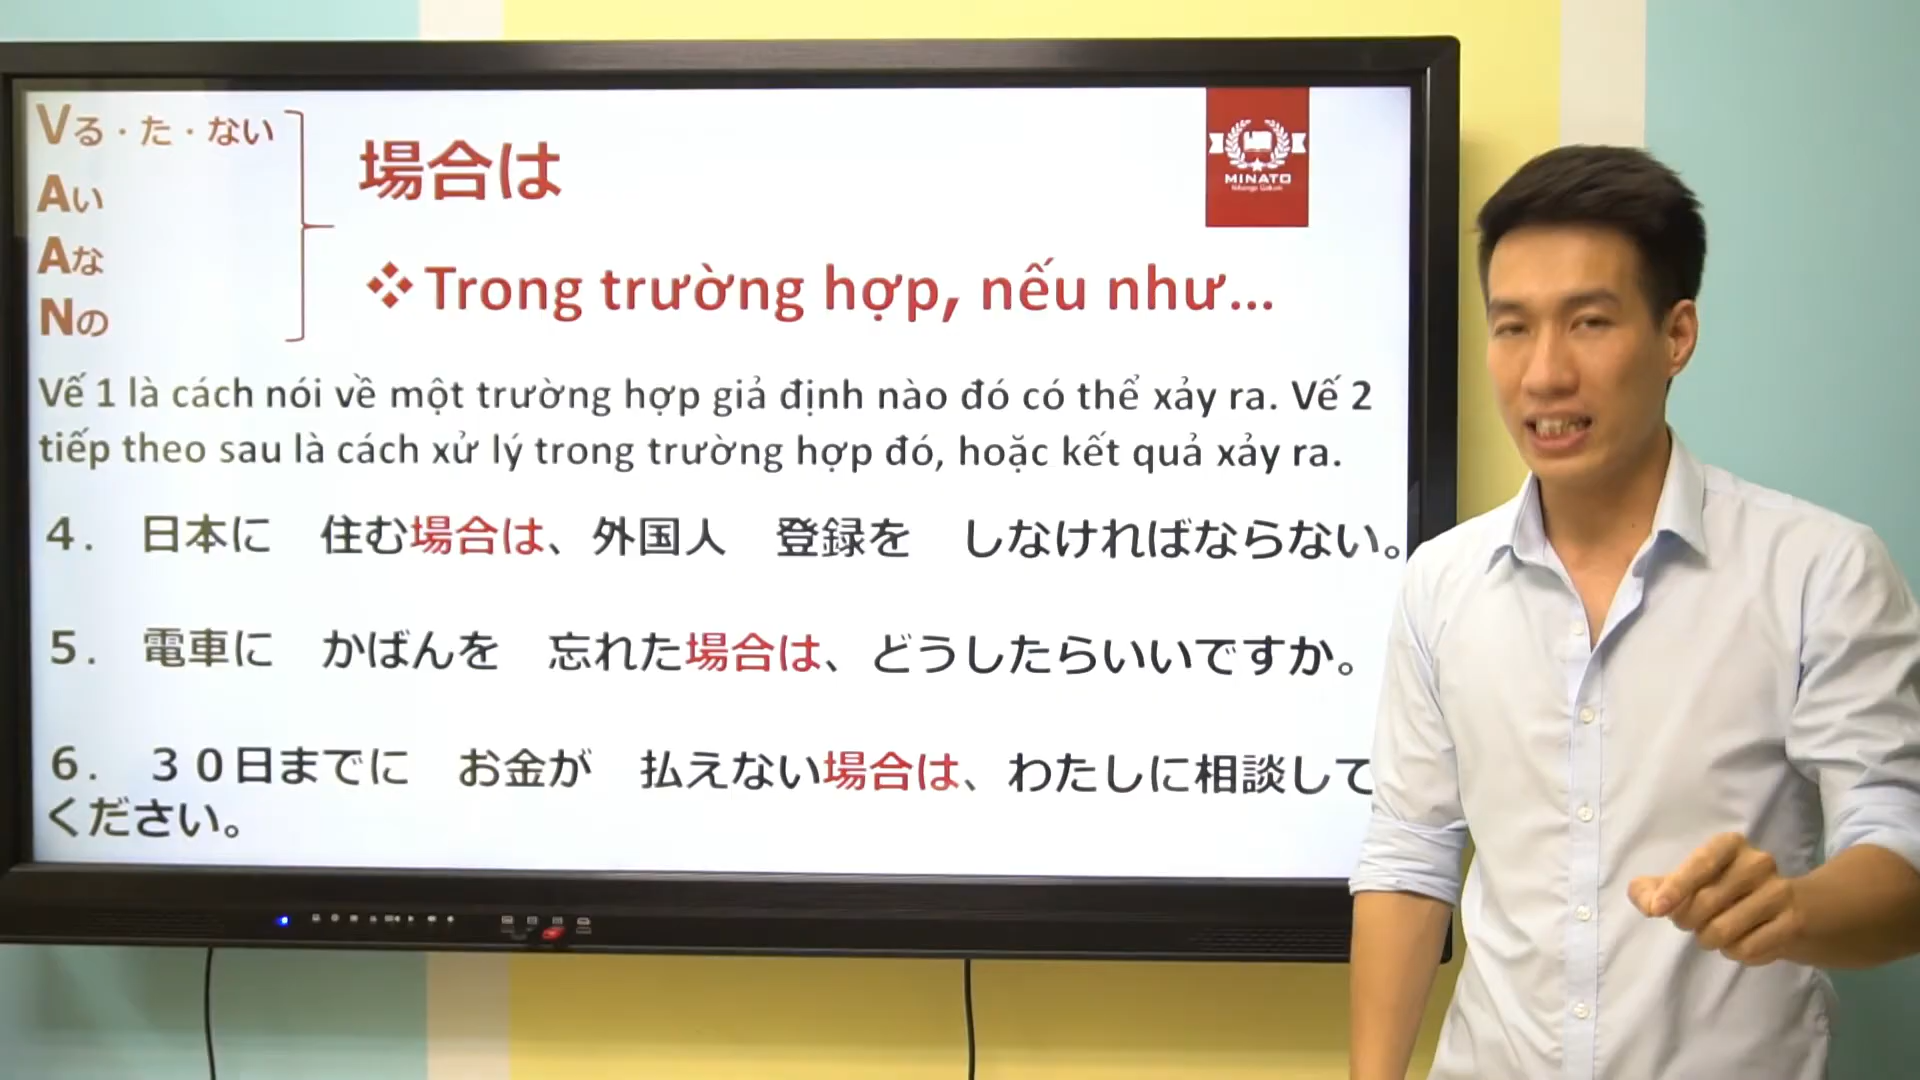 Vる・た・ない
Aい
Aな
Nの
場合は
❖Trong trường hợp, nếu như...
MINATO
Vế 1 là cách nói về một trường hợp giả định nào đó có thể xảy ra. Vế 2
tiếp theo sau là cách xử lý trong trường hợp đó, hoặc kết quả xảy ra.
４．　日本に　住む場合は、外国人　登録を　しなければならない。
５．　電車に　かばんを　忘れた場合は、どうしたらいいですか。
６．　３０日までに　お金が　払えない場合は、わたしに相談して
ください。